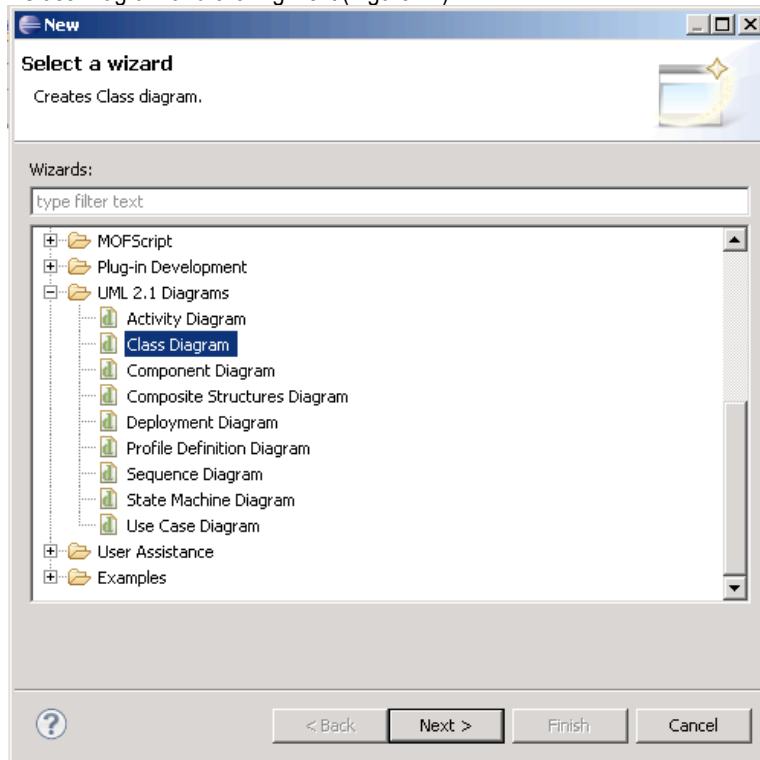 New
Select a wizard
Creates Class diagram.
Wizards:
type filter text
MOFScript
Plug-in Development
UML 2.1 Diagrams
Activity Diagram
Class Diagram
Component Diagram
Composite Structures Diagram
Deployment Diagram
Profile Definition Diagram
Sequence Diagram
State Machine Diagram
Use Case Diagram
User Assistance
Examples
< Back Next > Finish Cancel